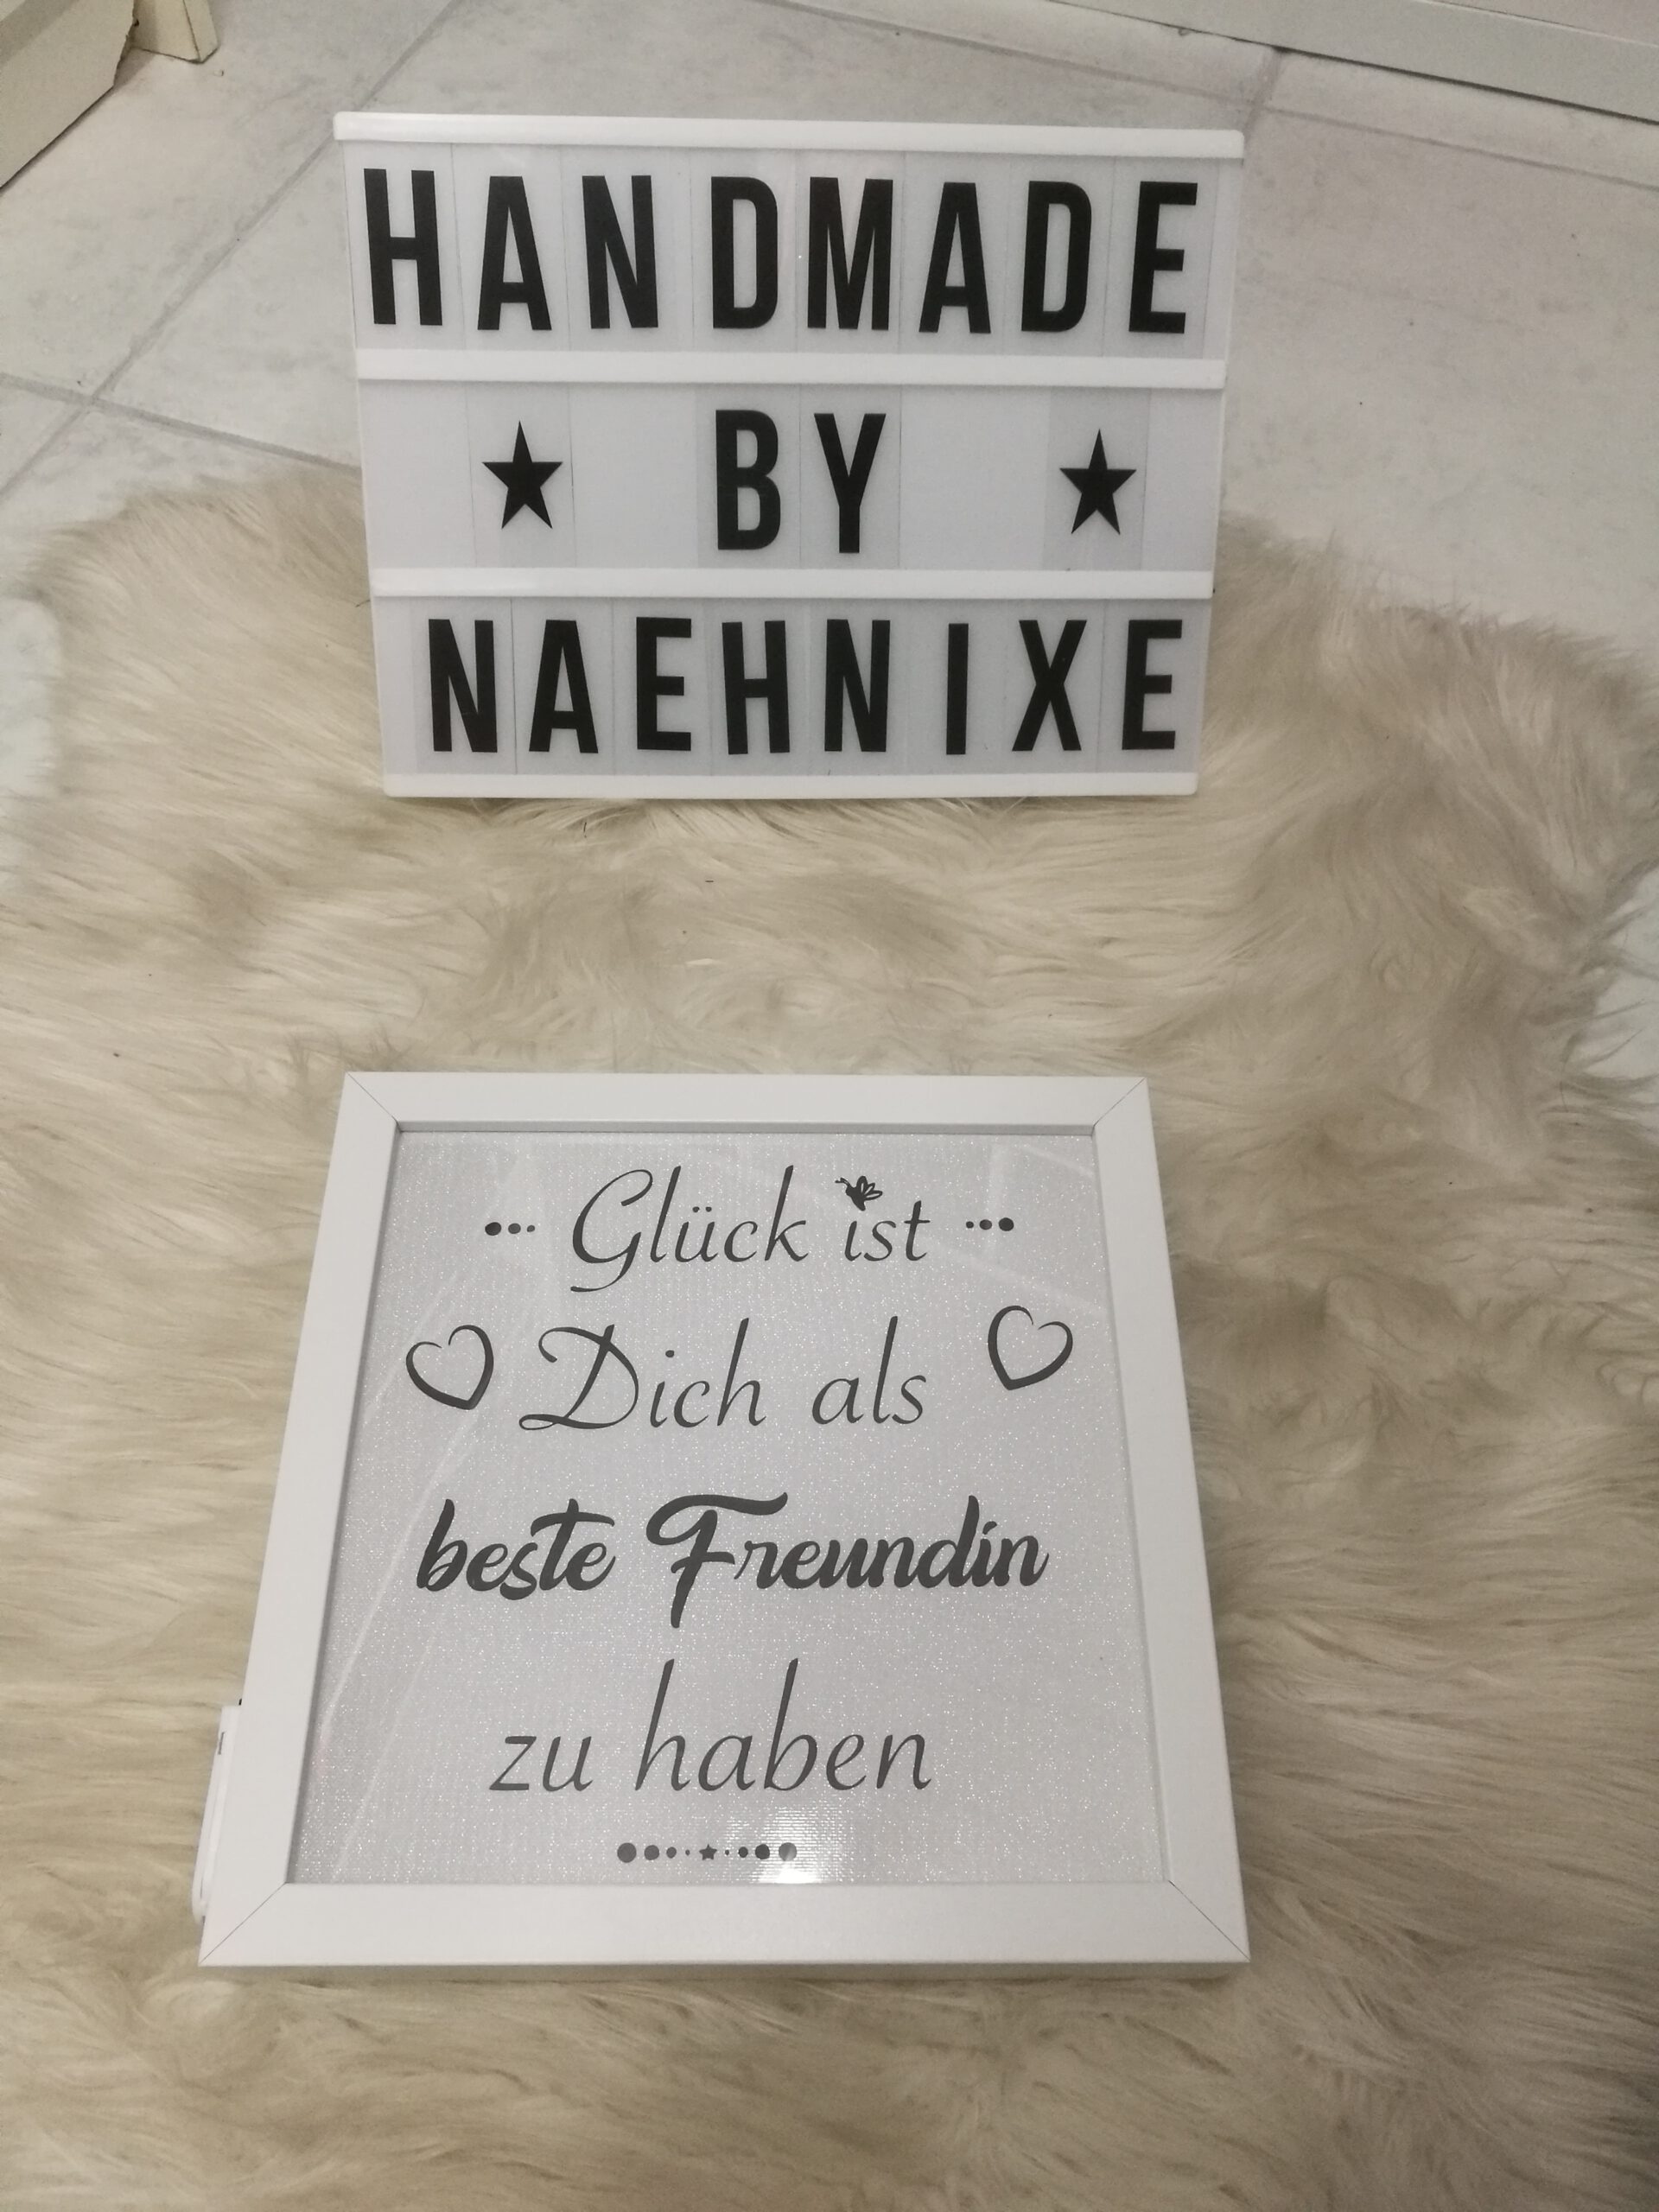 HANDMADE
★ BY ★
NAEHNIXE
Glück ist
Dich als
beste Freundin
zu haben